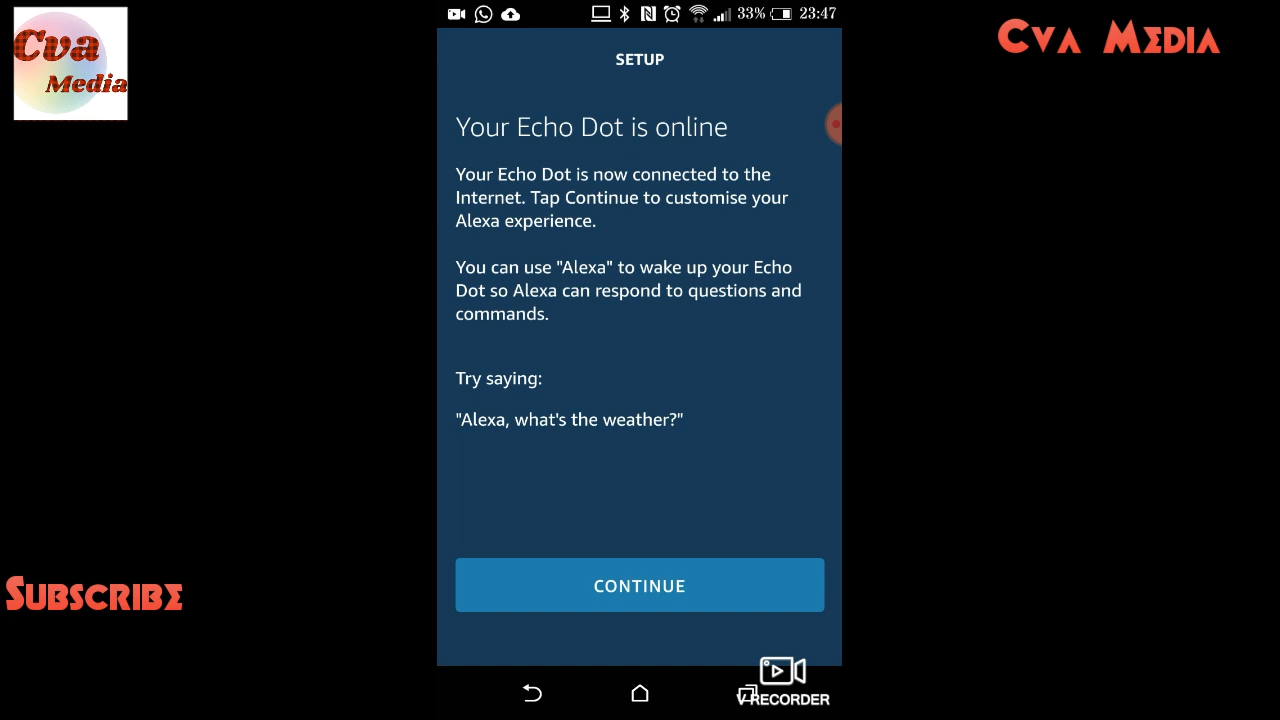 Cva
Media
Cva Media
33% 23:47
SETUP
Your Echo Dot is online
Your Echo Dot is now connected to the
Internet. Tap Continue to customise your
Alexa experience.
You can use "Alexa" to wake up your Echo
Dot so Alexa can respond to questions and
commands.
Try saying:
"Alexa, what's the weather?"
CONTINUE
Subscribe
V RECORDER